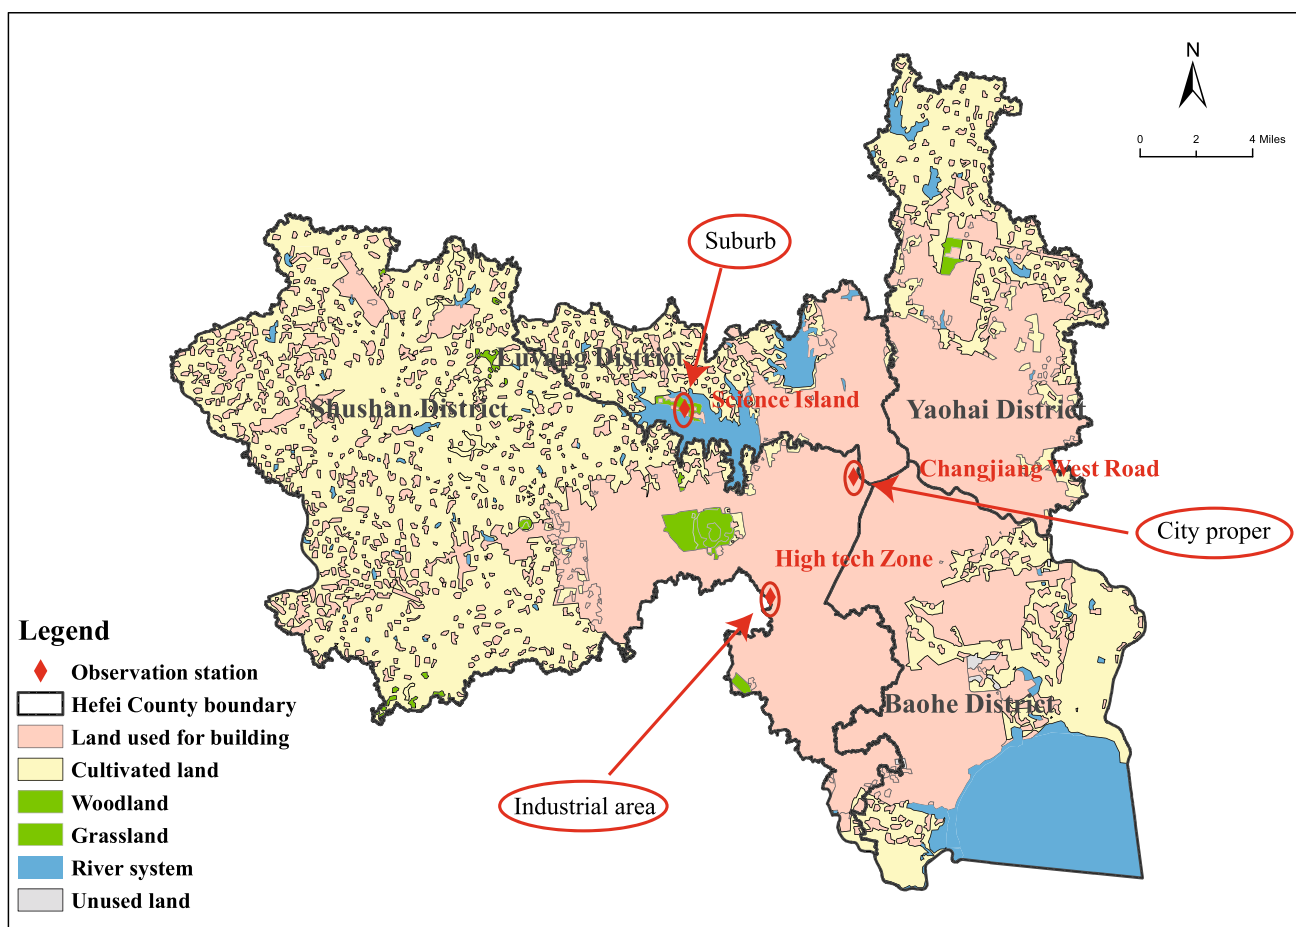 N
0 2 4 Miles
Suburb
Luyang District
Science Island
Shushan District
Yaohai District
Changjiang West Road
City proper
High tech Zone
Industrial area
Baohe District
Legend
Observation station
Hefei County boundary
Land used for building
Cultivated land
Woodland
Grassland
River system
Unused land